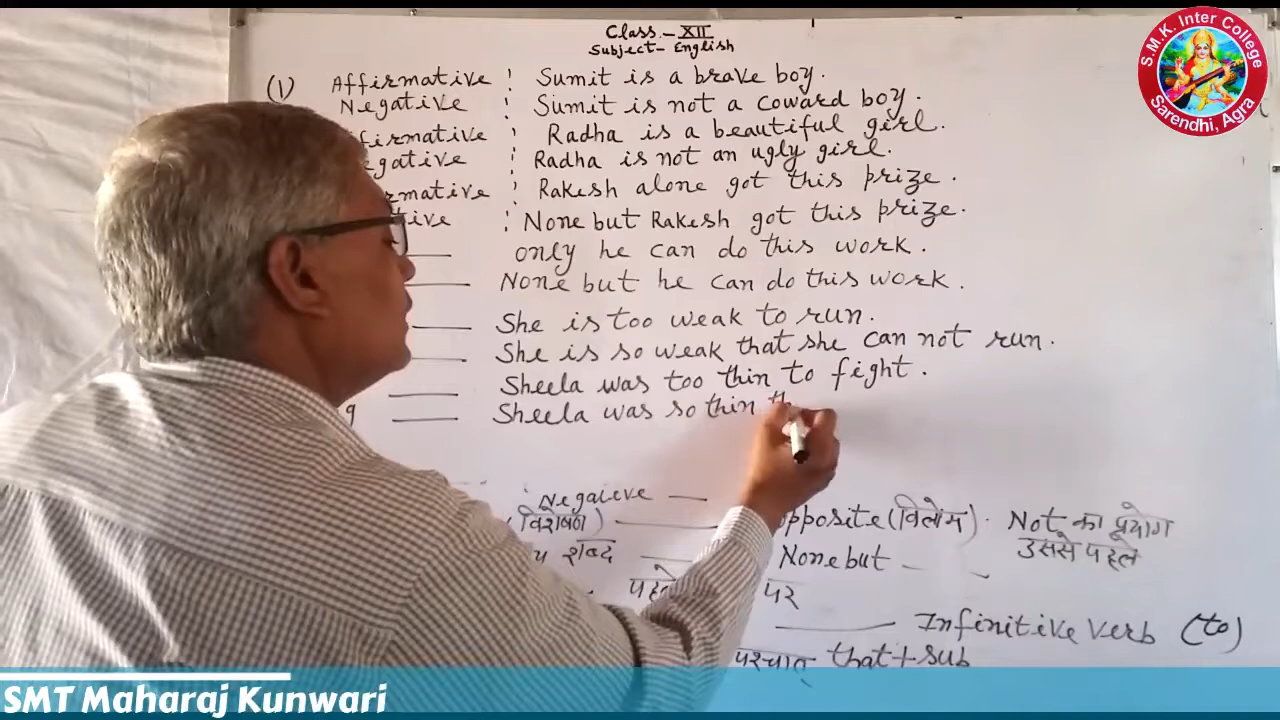 Class - XII
Subject - English
S.M.K. Inter College
Sarendhi, Agra
(1) Affirmative : Sumit is a brave boy.
Negative : Sumit is not a coward boy.
firmative : Radha is a beautiful girl.
egative : Radha is not an ugly girl.
mative : Rakesh alone got this prize.
tive : None but Rakesh got this prize.
only he can do this work.
None but he can do this work.
She is too weak to run.
She is so weak that she can not run.
Sheela was too thin to fight.
g Sheela was so thin th
Negative —
(विशेषण) — opposite (विलोम). Not का प्रयोग
उससे पहले
शब्द — None but — —
पर
— Infinitive Verb (to)
पश्चात् that + sub
SMT Maharaj Kunwari